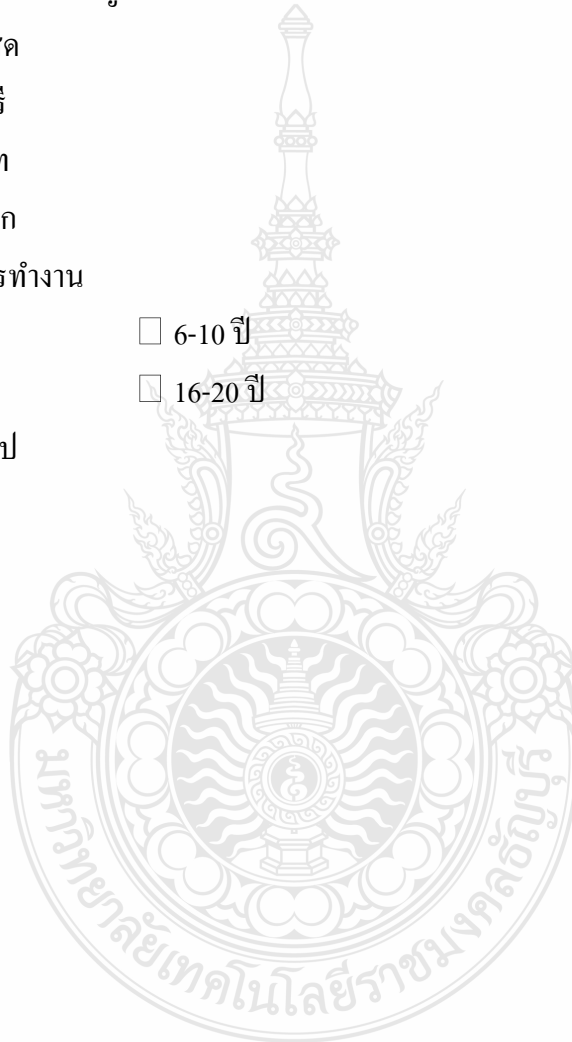 ท
ก
รทำงาน
☐ 6-10 ปี
☐ 16-20 ปี
ป
มหาวิทยาลัยเทคโนโลยีราชมงคลธัญบุรี